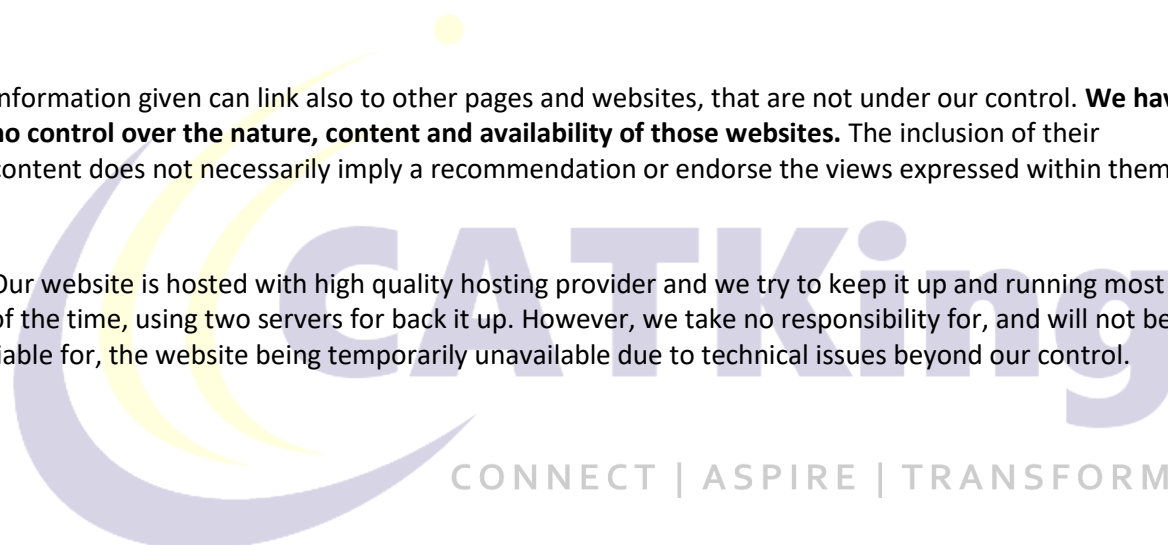 nformation given can link also to other pages and websites, that are not under our control. We hav
no control over the nature, content and availability of those websites. The inclusion of their
content does not necessarily imply a recommendation or endorse the views expressed within them
Our website is hosted with high quality hosting provider and we try to keep it up and running most
of the time, using two servers for back it up. However, we take no responsibility for, and will not be
iable for, the website being temporarily unavailable due to technical issues beyond our control.
CATKing
CONNECT | ASPIRE | TRANSFORM